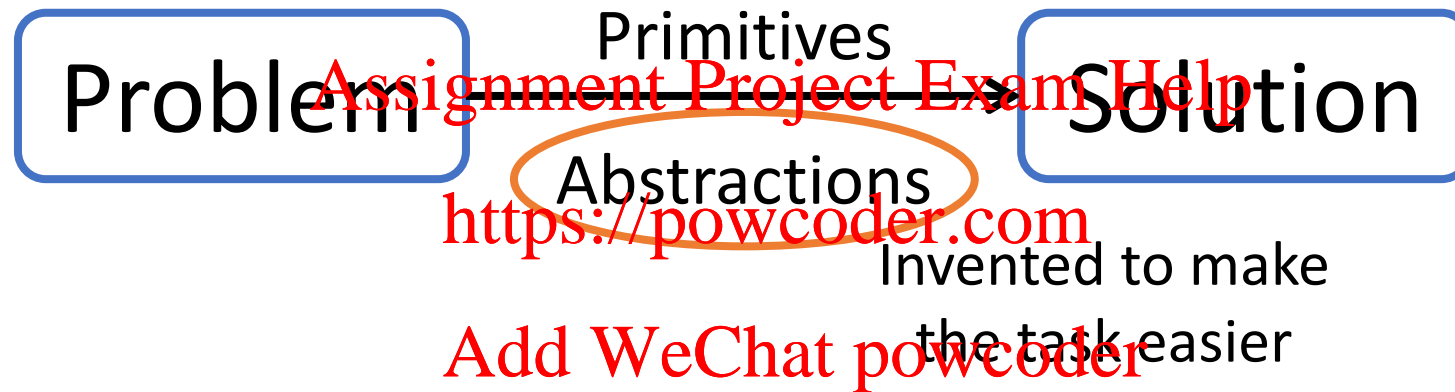 Primitives
Problem
Assignment Project Exam Help
Solution
Abstractions
https://powcoder.com
Invented to make
the task easier
Add WeChat powcoder